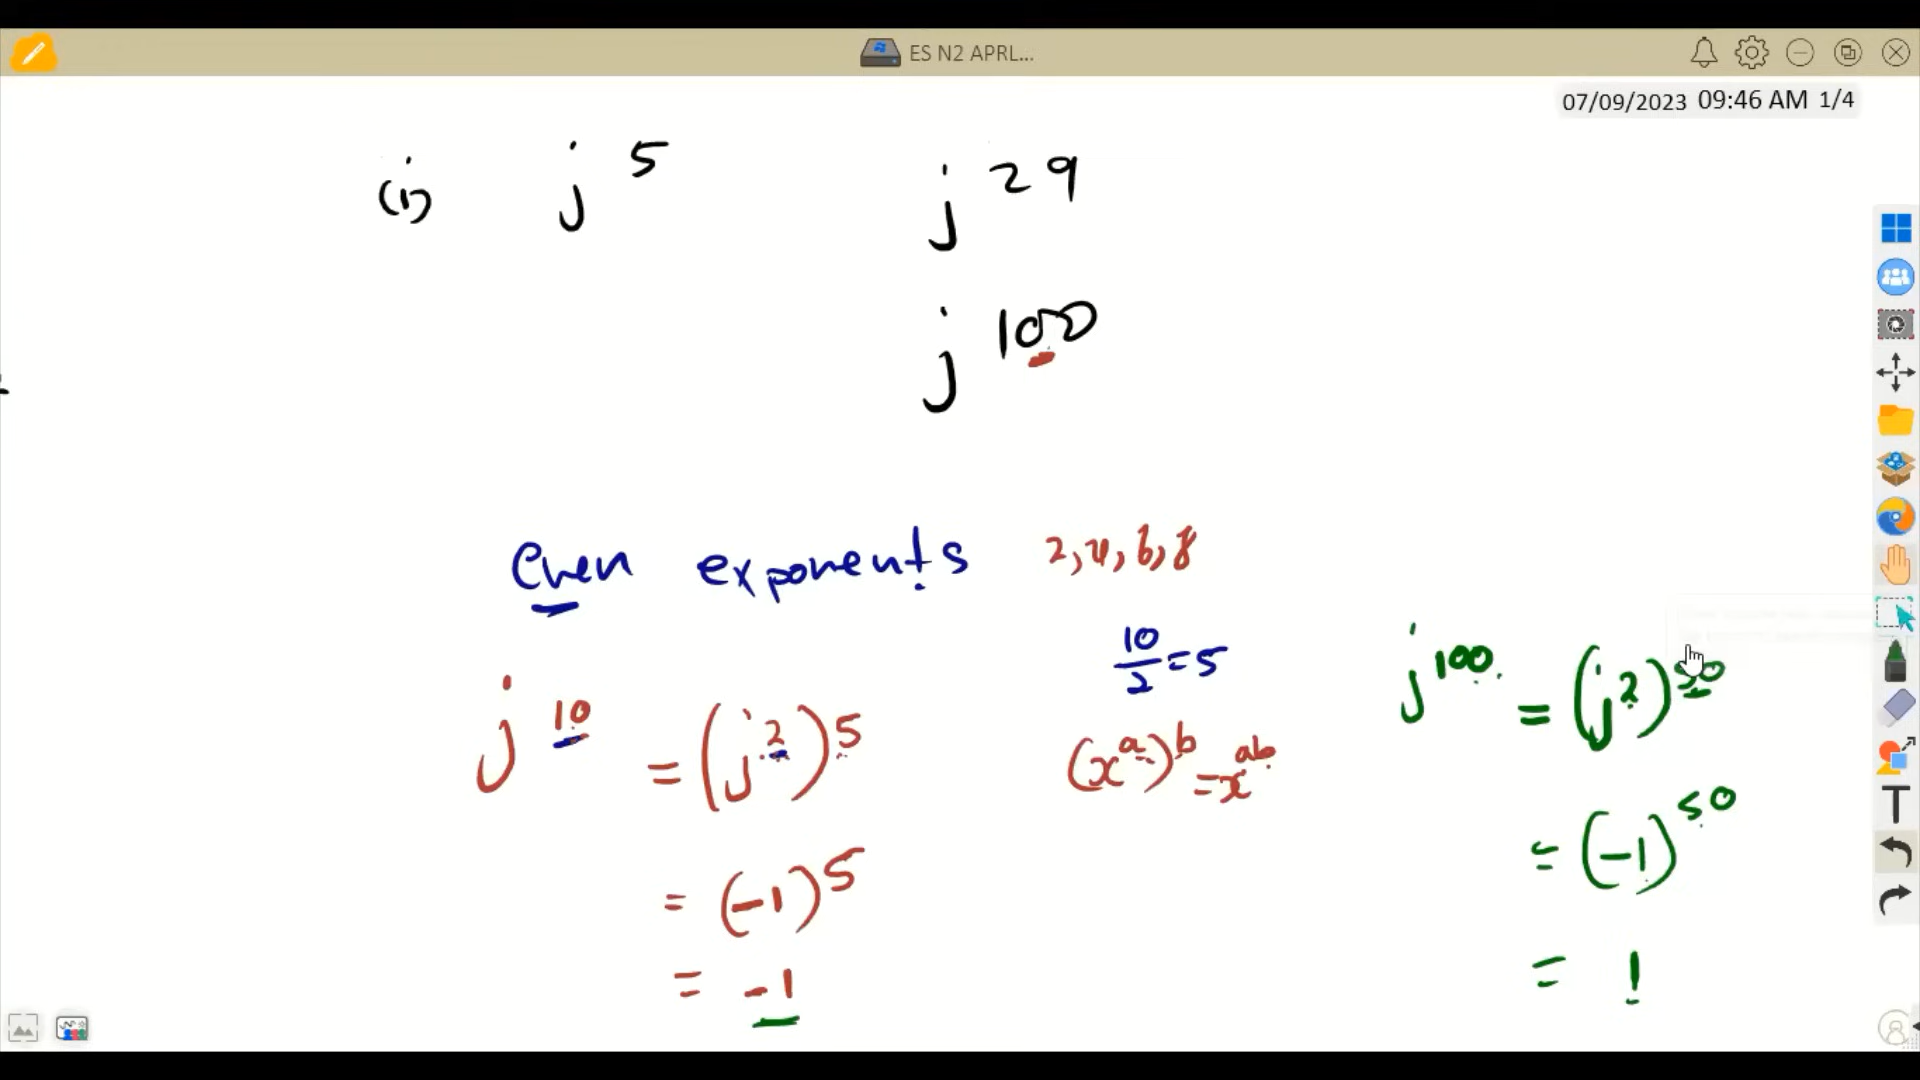 ES N2 APRL...
07/09/2023 09:46 AM 1/4
(i) j^5 j^29
j^100
Even exponents 2, 4, 6, 8
10/2 = 5
j^10 = (j^2)^5
(x^a)^b = x^ab
= (-1)^5
= -1
j^100 = (j^2)^50
= (-1)^50
= 1